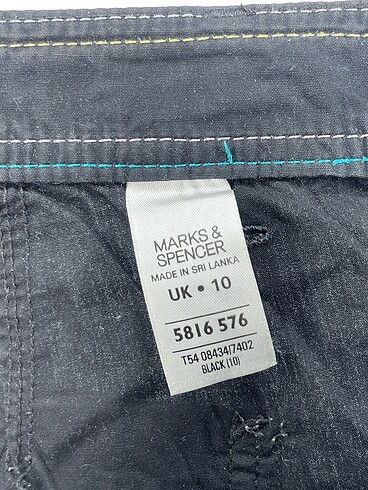 MARKS &
SPENCER
MADE IN SRI LANKA
UK • 10
5816 576
T54 08434/7402
BLACK (10)